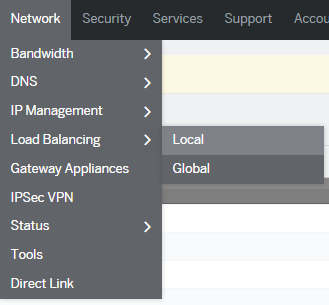 Network Security Services Support Accou
Bandwidth
DNS
IP Management
Load Balancing Local
Gateway Appliances Global
IPSec VPN
Status
Tools
Direct Link